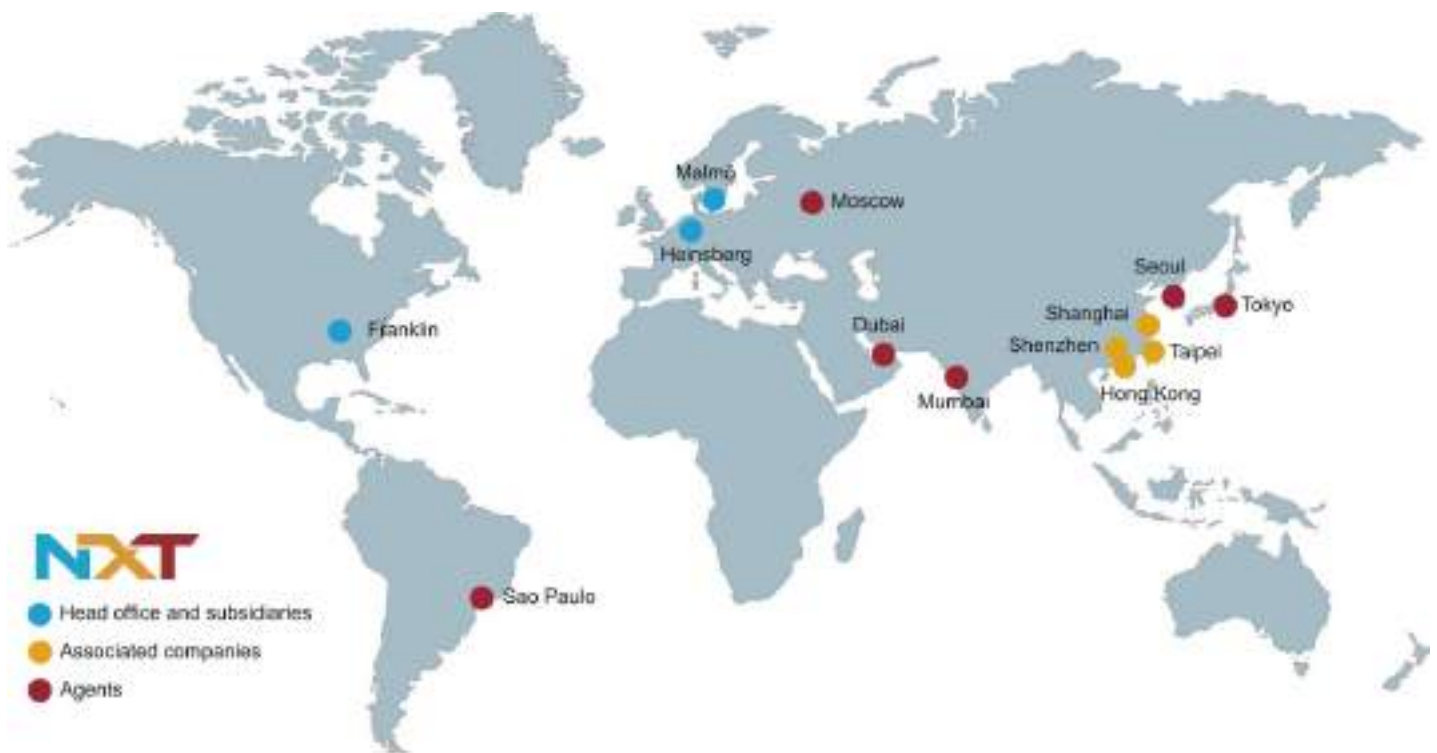 Malmö
Moscow
Heinsberg
Seoul
Tokyo
Shanghai
Franklin
Dubai
Shenzhen
Taipei
Hong Kong
Mumbai
NXT
Sao Paulo
Head office and subsidiaries
Associated companies
Agents